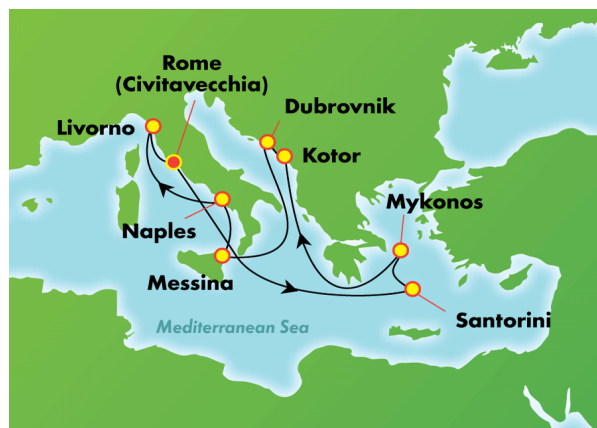 Rome
(Civitavecchia)
Dubrovnik
Livorno
Kotor
Mykonos
Naples
Messina
Santorini
Mediterranean Sea